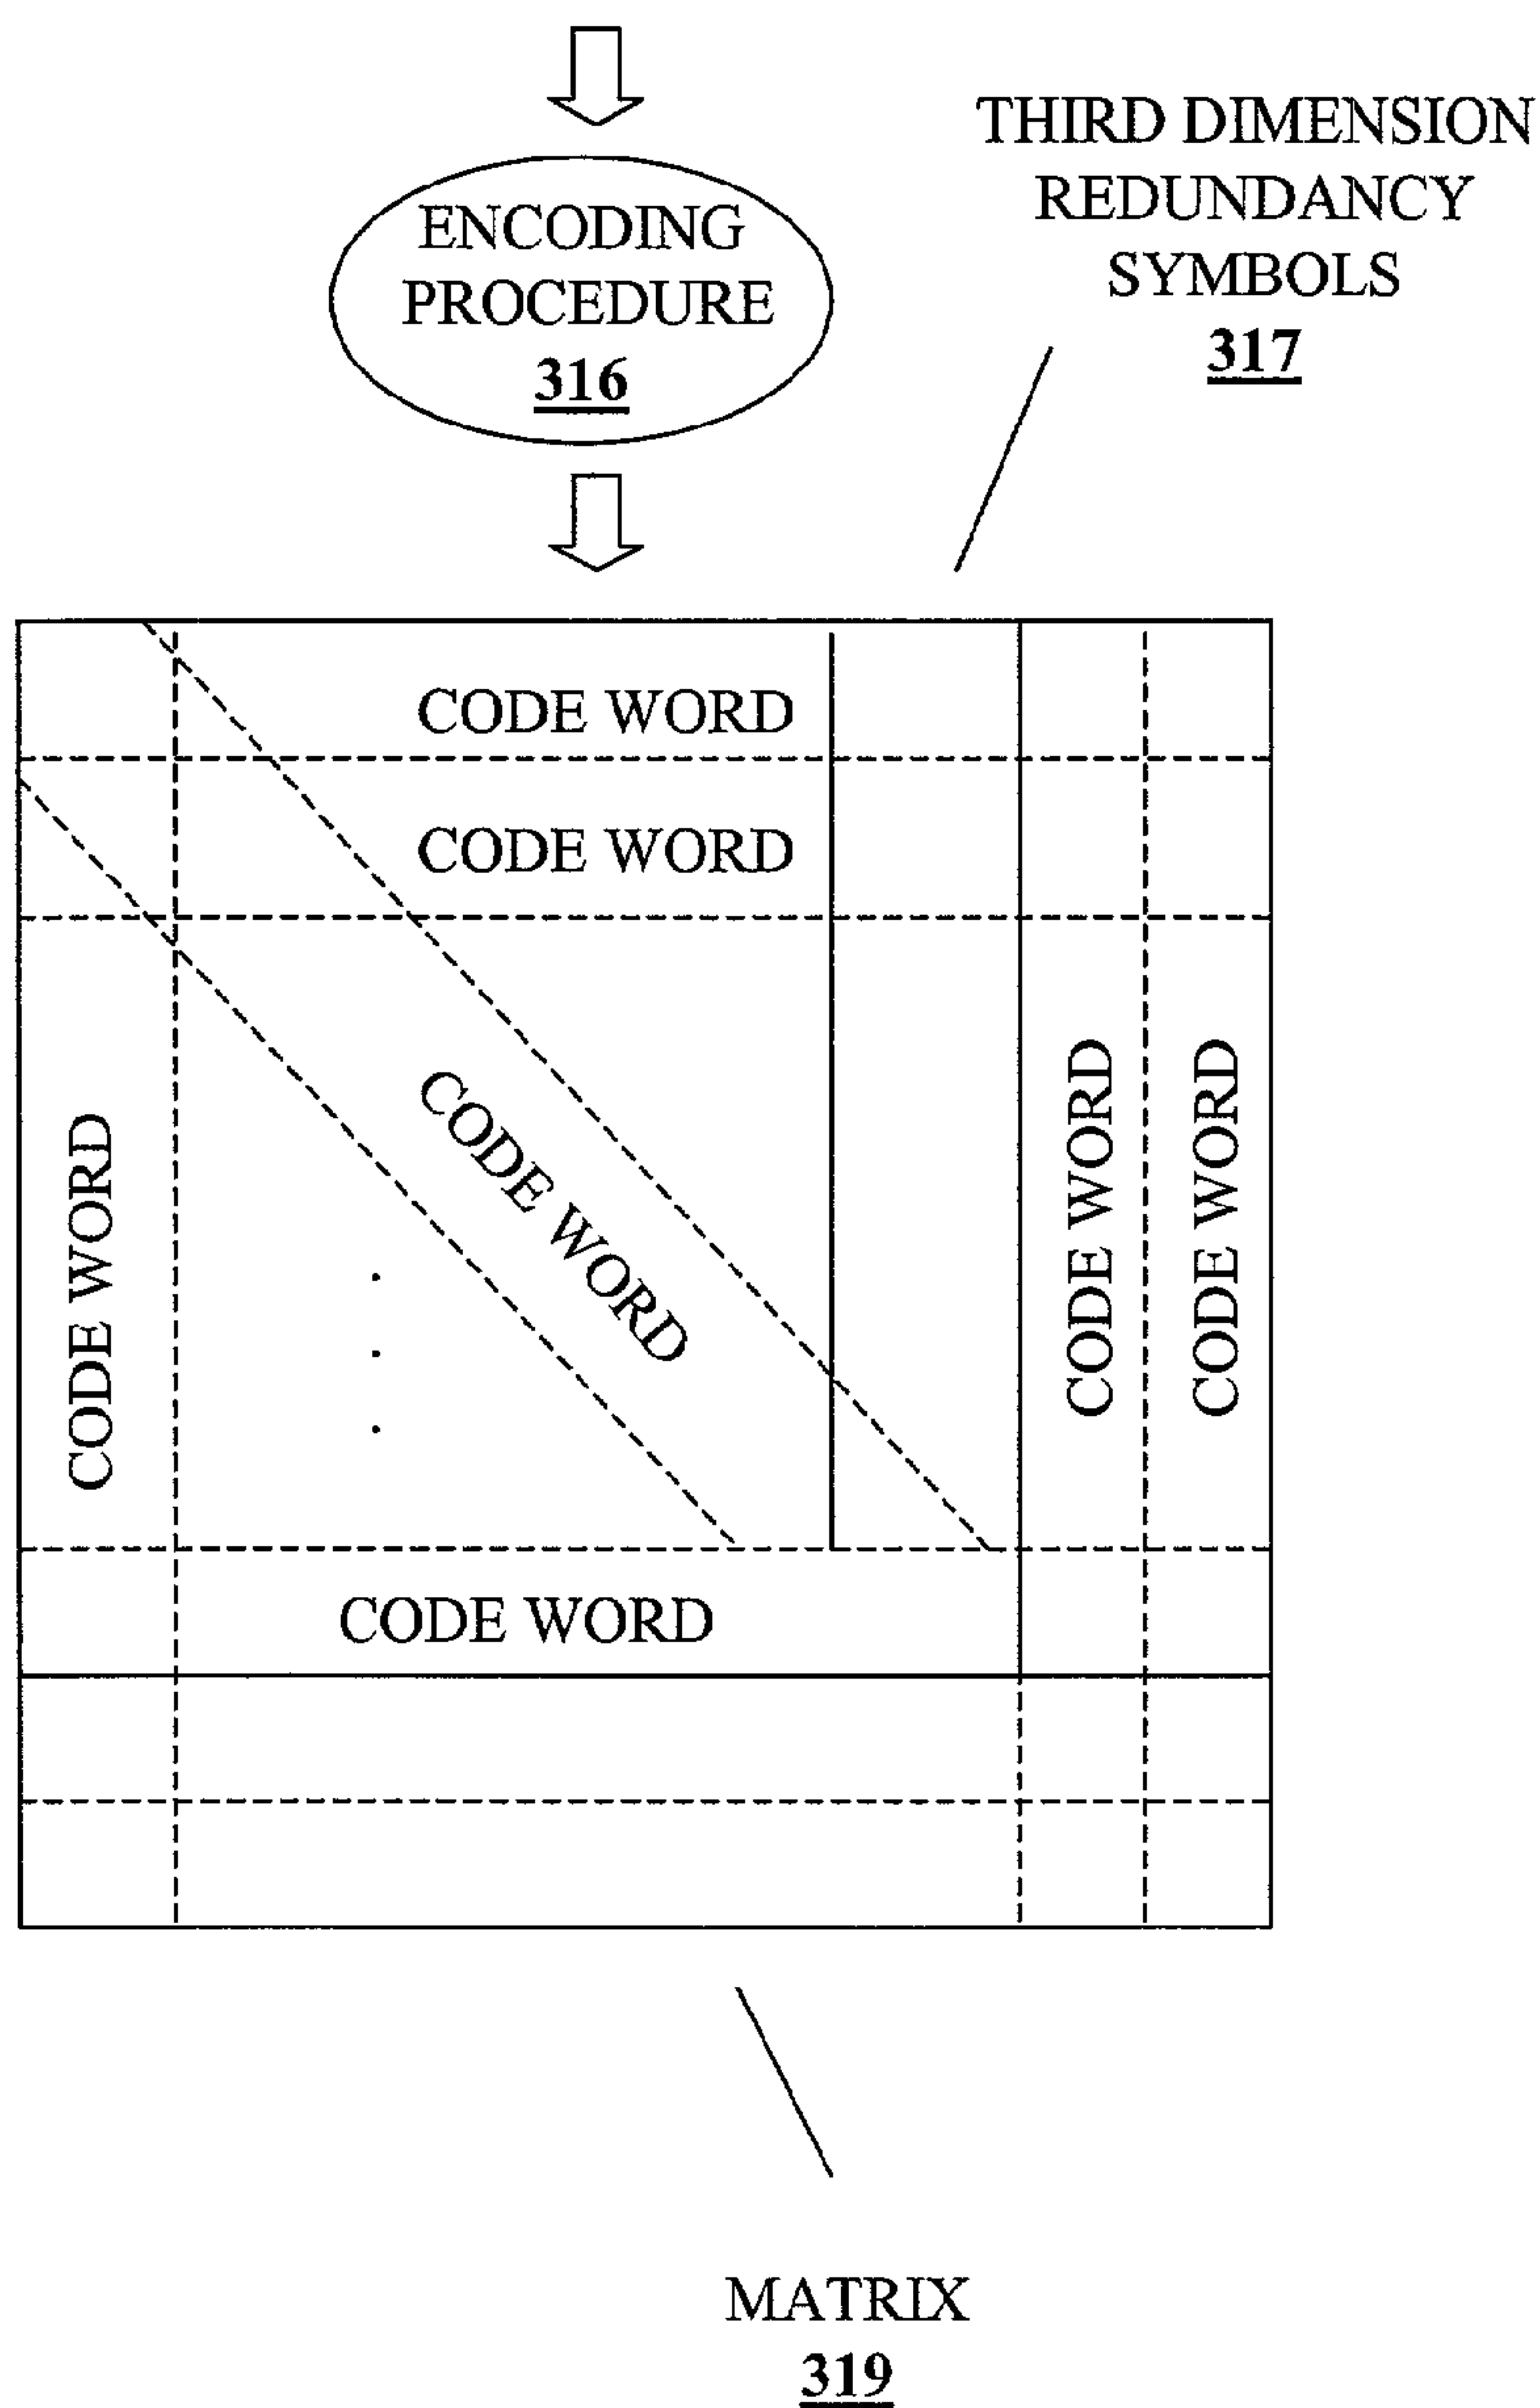 ENCODING
PROCEDURE
316
THIRD DIMENSION
REDUNDANCY
SYMBOLS
317
CODE WORD
CODE WORD
CODE WORD
CODE WORD
CODE WORD
CODE WORD
CODE WORD
MATRIX
319